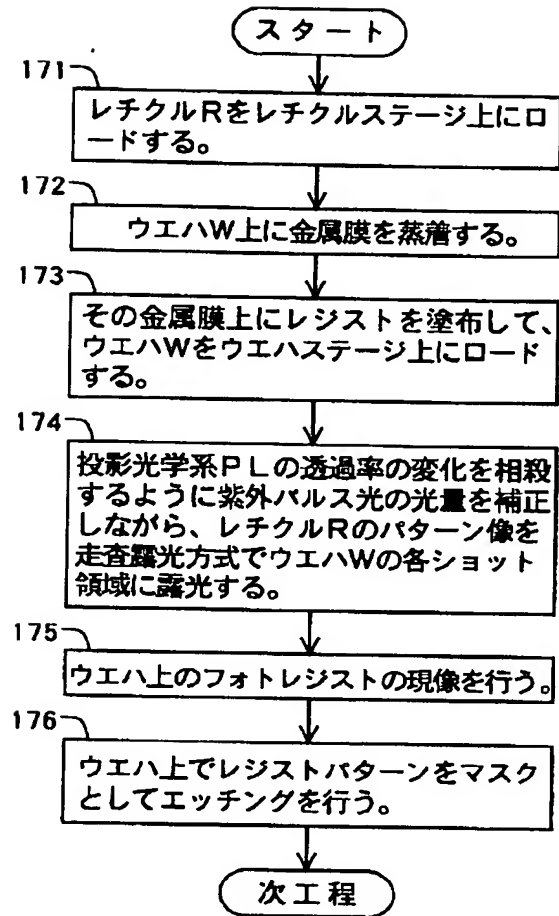 スタート
171
レチクルRをレチクルステージ上にロ
ードする。
172
ウエハW上に金属膜を蒸着する。
173
その金属膜上にレジストを塗布して、
ウエハWをウエハステージ上にロード
する。
174
投影光学系PLの透過率の変化を相殺
するように紫外パルス光の光量を補正
しながら、レチクルRのパターン像を
走査露光方式でウエハWの各ショット
領域に露光する。
175
ウエハ上のフォトレジストの現像を行う。
176
ウエハ上でレジストパターンをマスク
としてエッチングを行う。
次工程